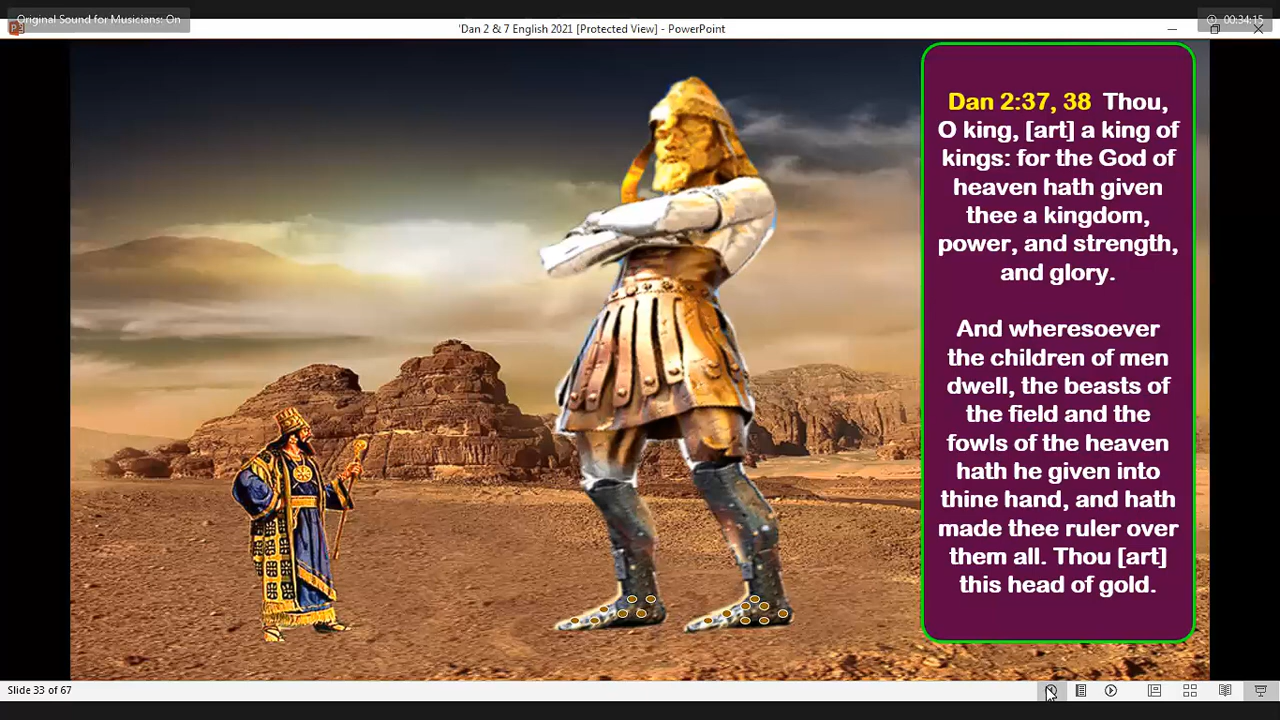 Original Sound for Musicians: On
00:34:15
'Dan 2 & 7 English 2021 [Protected View] - PowerPoint
Dan 2:37, 38 Thou,
O king, [art] a king of
kings: for the God of
heaven hath given
thee a kingdom,
power, and strength,
and glory.
And wheresoever
the children of men
dwell, the beasts of
the field and the
fowls of the heaven
hath he given into
thine hand, and hath
made thee ruler over
them all. Thou [art]
this head of gold.
Slide 33 of 67